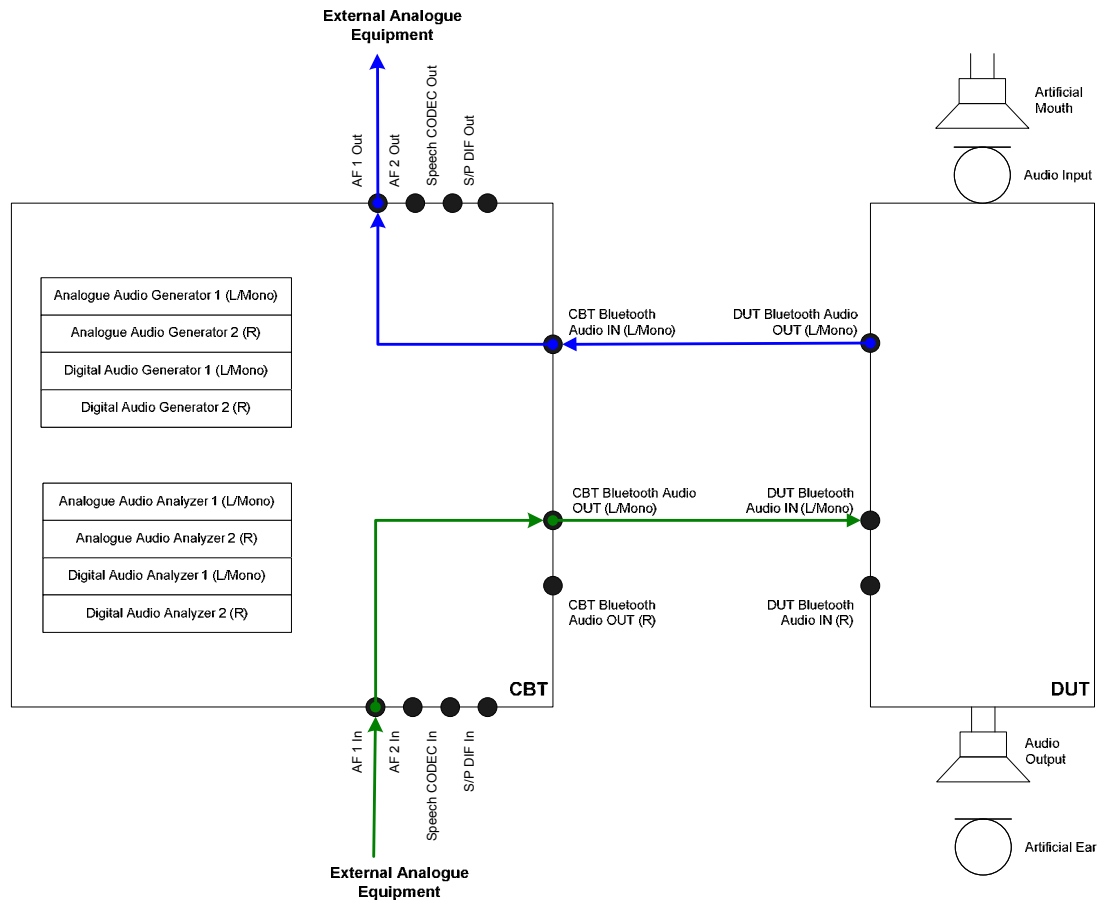 External Analogue
Equipment
AF 1 Out
AF 2 Out
Speech CODEC Out
S/P DIF Out
Artificial
Mouth
Audio Input
Analogue Audio Generator 1 (L/Mono)
Analogue Audio Generator 2 (R)
Digital Audio Generator 1 (L/Mono)
Digital Audio Generator 2 (R)
CBT Bluetooth
Audio IN (L/Mono)
DUT Bluetooth Audio
OUT (L/Mono)
Analogue Audio Analyzer 1 (L/Mono)
Analogue Audio Analyzer 2 (R)
Digital Audio Analyzer 1 (L/Mono)
Digital Audio Analyzer 2 (R)
CBT Bluetooth Audio
OUT (L/Mono)
DUT Bluetooth
Audio IN (L/Mono)
CBT Bluetooth
Audio OUT (R)
DUT Bluetooth
Audio IN (R)
CBT
DUT
AF 1 In
AF 2 In
Speech CODEC In
S/P DIF In
Audio
Output
Artificial Ear
External Analogue
Equipment